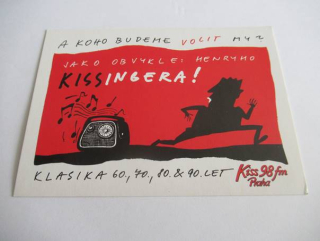 A KOHO BUDEME VOLIT MY?
JAKO OBVYKLE: HENRYHO
KISSINGERA!
KLASIKA 60., 70., 80. & 90. LET
Kiss 98 fm
Praha